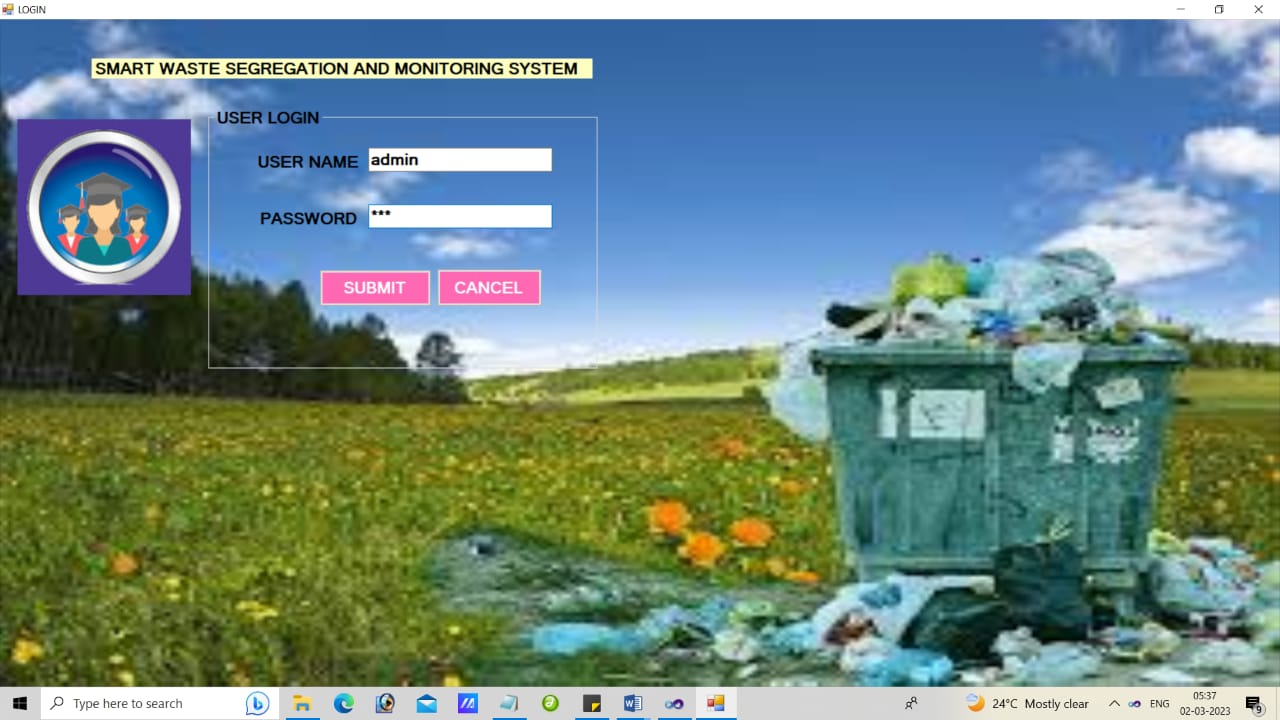 LOGIN
SMART WASTE SEGREGATION AND MONITORING SYSTEM
USER LOGIN
USER NAME admin
PASSWORD ***
SUBMIT CANCEL
Type here to search
24°C Mostly clear
ENG
05:37
02-03-2023
9